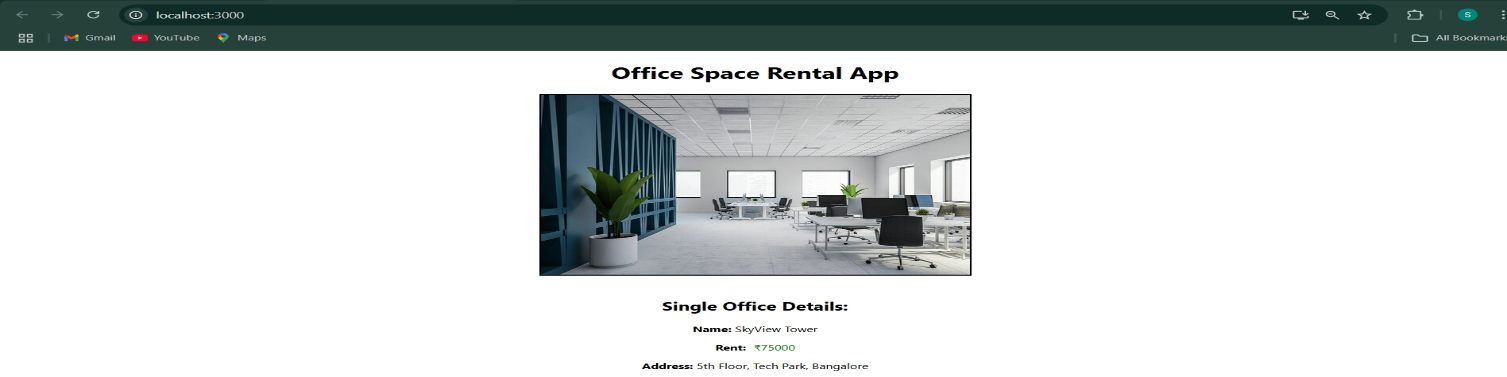 localhost:3000
S
Gmail YouTube Maps All Bookmark
Office Space Rental App
Single Office Details:
Name: SkyView Tower
Rent: ₹75000
Address: 5th Floor, Tech Park, Bangalore